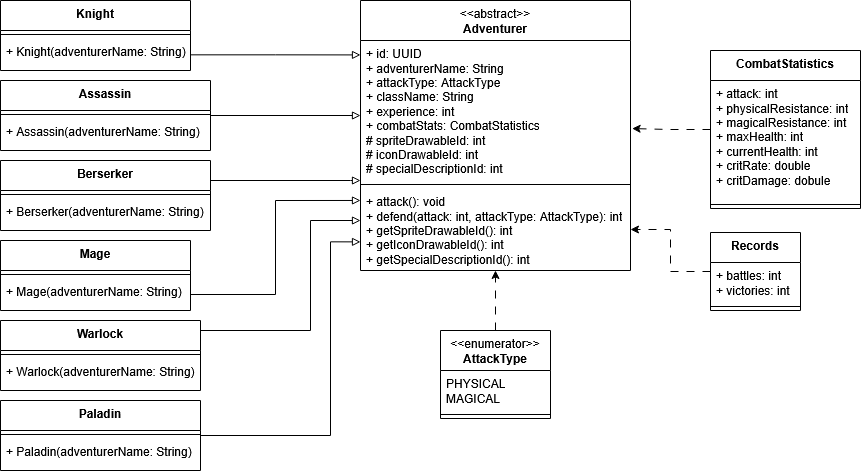 Knight
+ Knight(adventurerName: String)
Assassin
+ Assassin(adventurerName: String)
Berserker
+ Berserker(adventurerName: String)
Mage
+ Mage(adventurerName: String)
Warlock
+ Warlock(adventurerName: String)
Paladin
+ Paladin(adventurerName: String)
<<abstract>>
Adventurer
+ id: UUID
+ adventurerName: String
+ attackType: AttackType
+ className: String
+ experience: int
+ combatStats: CombatStatistics
# spriteDrawableId: int
# iconDrawableId: int
# specialDescriptionId: int
+ attack(): void
+ defend(attack: int, attackType: AttackType): int
+ getSpriteDrawableId(): int
+ getIconDrawableId(): int
+ getSpecialDescriptionId(): int
<<enumerator>>
AttackType
PHYSICAL
MAGICAL
CombatStatistics
+ attack: int
+ physicalResistance: int
+ magicalResistance: int
+ maxHealth: int
+ currentHealth: int
+ critRate: double
+ critDamage: dobule
Records
+ battles: int
+ victories: int